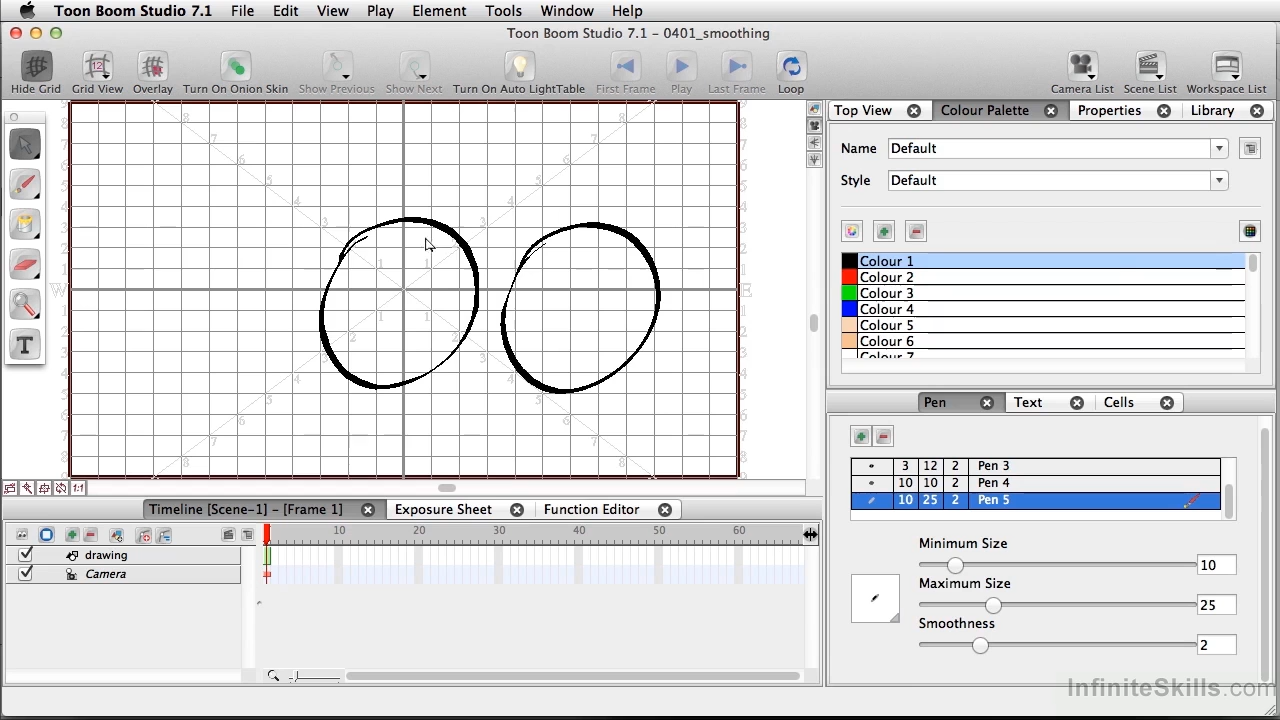 Toon Boom Studio 7.1 File Edit View Play Element Tools Window Help
Toon Boom Studio 7.1 - 0401_smoothing
Hide Grid Grid View Overlay Turn On Onion Skin Show Previous Show Next Turn On Auto LightTable First Frame Play Last Frame Loop Camera List Scene List Workspace List
Top View Colour Palette Properties Library
Name Default
Style Default
Colour 1
Colour 2
Colour 3
Colour 4
Colour 5
Colour 6
Colour 7
W E
T
Pen Text Cells
3 12 2 Pen 3
10 10 2 Pen 4
10 25 2 Pen 5
Minimum Size
10
Maximum Size
25
Smoothness
2
1:1
Timeline [Scene-1] - [Frame 1] Exposure Sheet Function Editor
10 20 30 40 50 60
drawing
Camera
InfiniteSkills.com